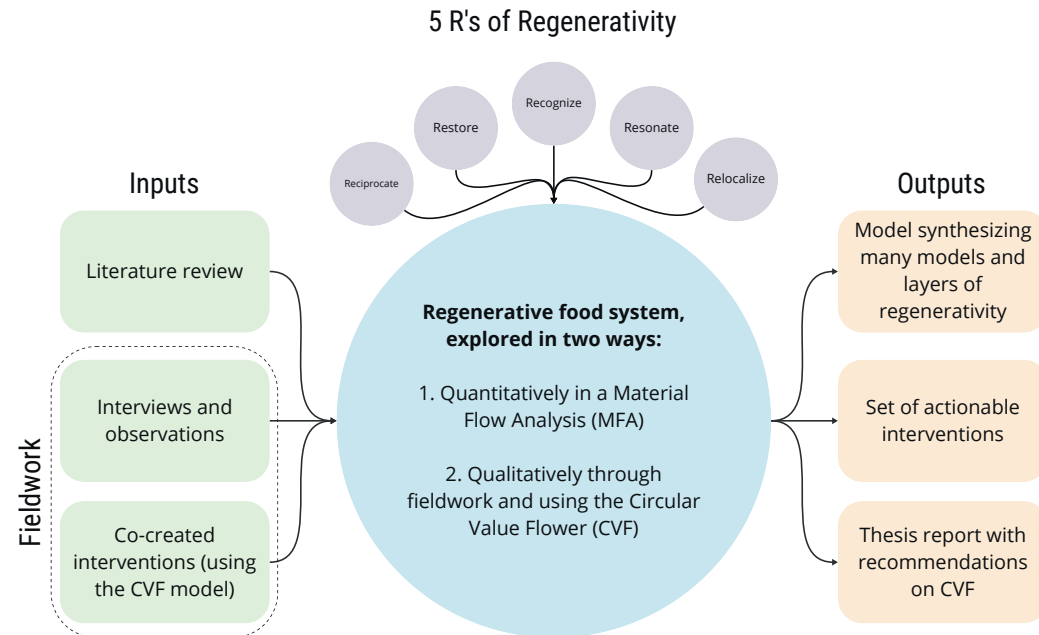 5 R's of Regenerativity
Recognize
Restore
Resonate
Reciprocate
Relocalize
Inputs
Outputs
Literature review
Fieldwork
Interviews and
observations
Co-created
interventions (using
the CVF model)
Regenerative food system,
explored in two ways:
1. Quantitatively in a Material
Flow Analysis (MFA)
2. Qualitatively through
fieldwork and using the Circular
Value Flower (CVF)
Model synthesizing
many models and
layers of
regenerativity
Set of actionable
interventions
Thesis report with
recommendations
on CVF